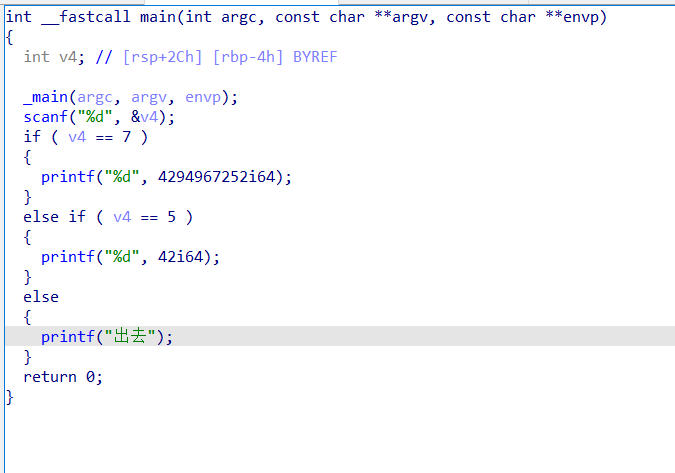 int __fastcall main(int argc, const char **argv, const char **envp)
{
  int v4; // [rsp+2Ch] [rbp-4h] BYREF

  _main(argc, argv, envp);
  scanf("%d", &v4);
  if ( v4 == 7 )
  {
    printf("%d", 4294967252i64);
  }
  else if ( v4 == 5 )
  {
    printf("%d", 42i64);
  }
  else
  {
    printf("出去");
  }
  return 0;
}